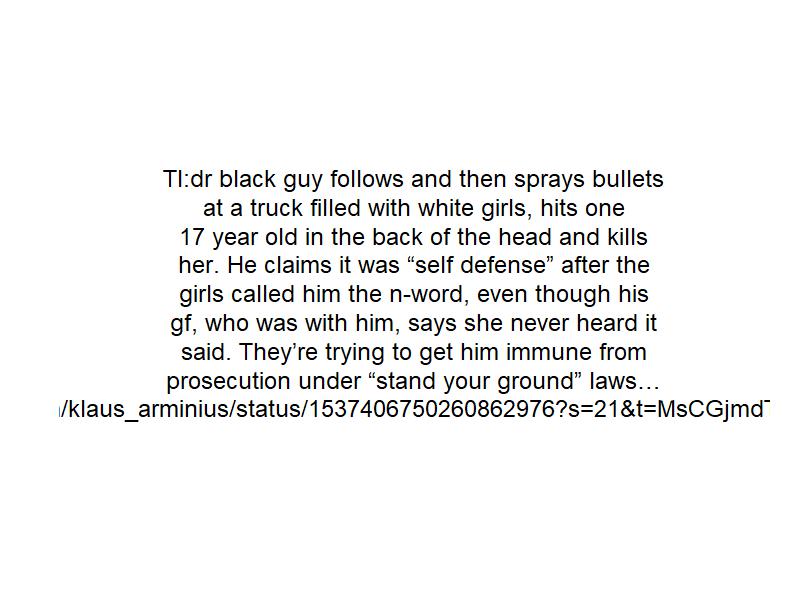 Tl:dr black guy follows and then sprays bullets
at a truck filled with white girls, hits one
17 year old in the back of the head and kills
her. He claims it was “self defense” after the
girls called him the n-word, even though his
gf, who was with him, says she never heard it
said. They’re trying to get him immune from
prosecution under “stand your ground” laws…
/klaus_arminius/status/1537406750260862976?s=21&t=MsCGjmd